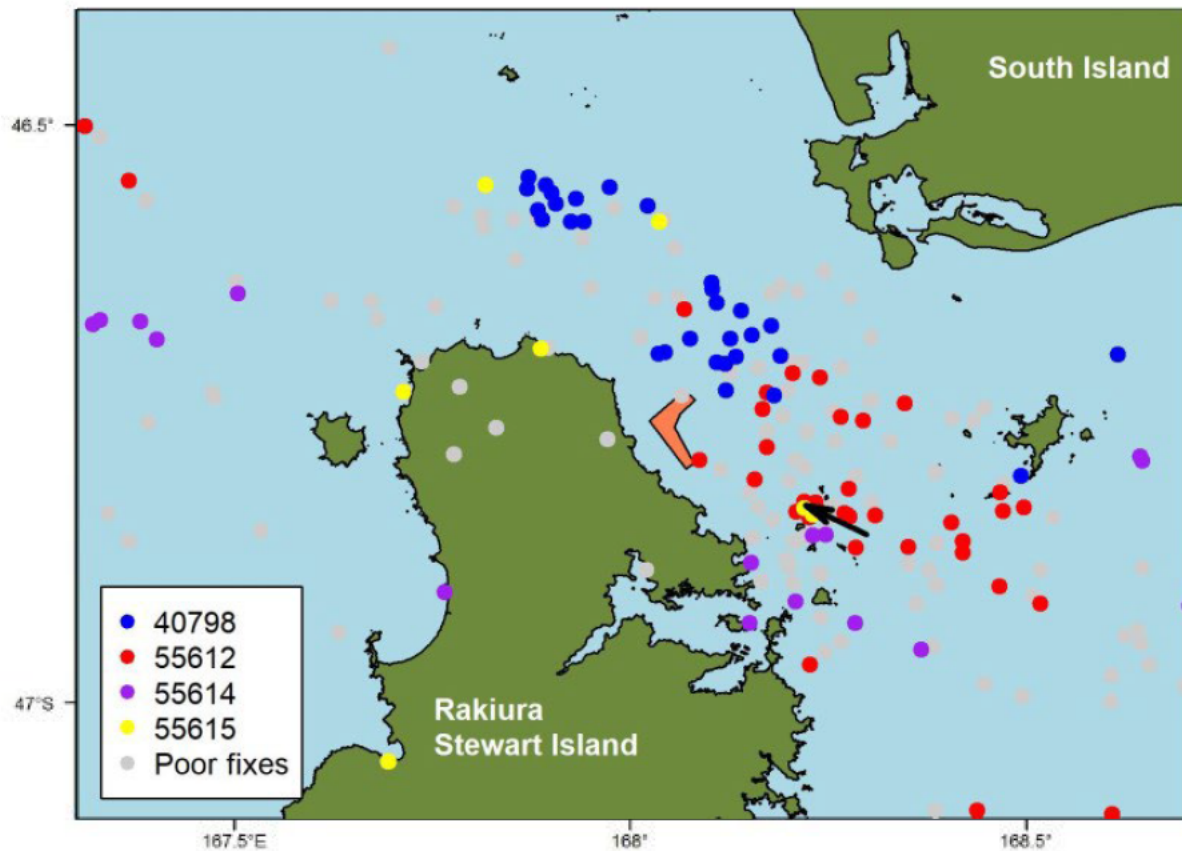 South Island
46.5°
40798
55612
55614
55615
Poor fixes
47°S
Rakiura
Stewart Island
167.5°E
168°
168.5°